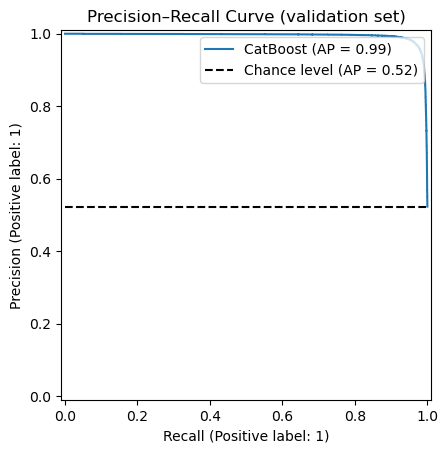 Precision–Recall Curve (validation set)
1.0
0.8
0.6
0.4
0.2
0.0
Precision (Positive label: 1)
CatBoost (AP = 0.99)
Chance level (AP = 0.52)
0.0 0.2 0.4 0.6 0.8 1.0
Recall (Positive label: 1)